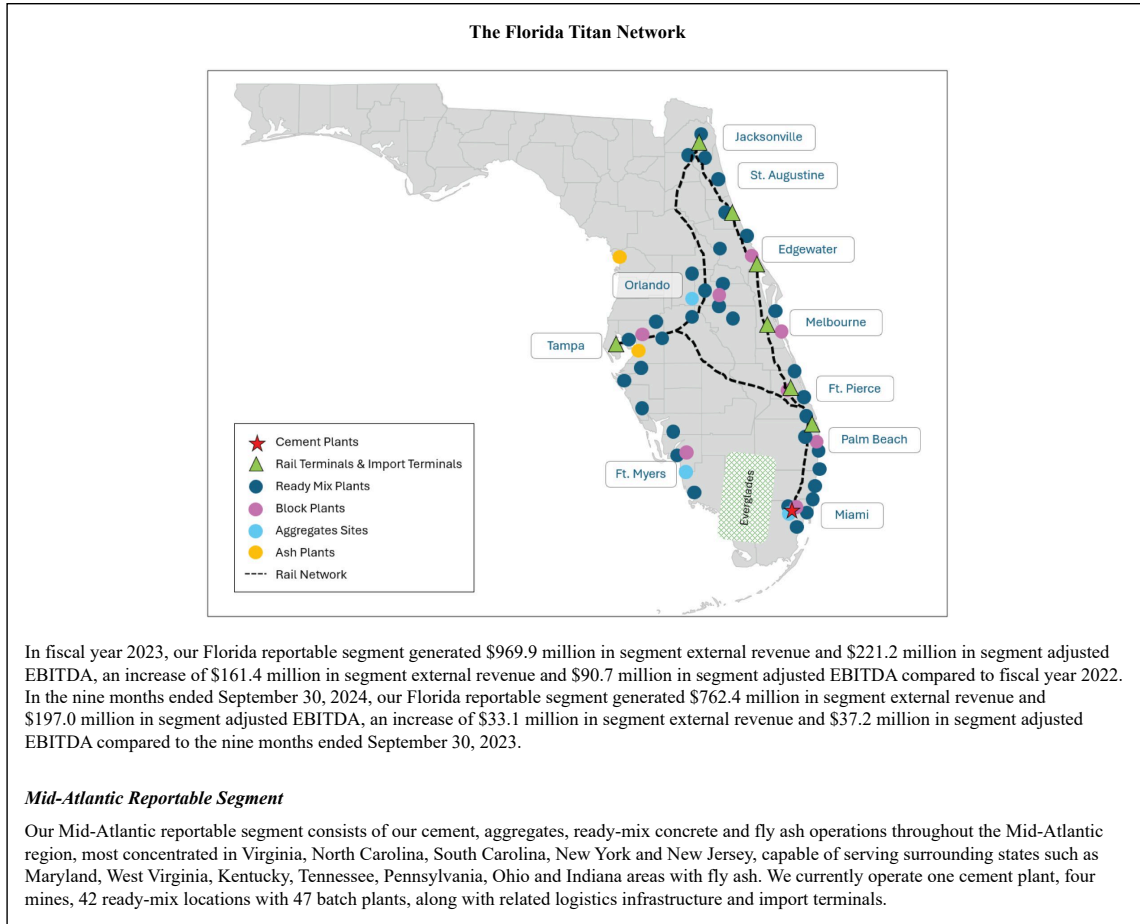 The Florida Titan Network
Jacksonville
St. Augustine
Edgewater
Orlando
Melbourne
Tampa
Ft. Pierce
Palm Beach
Ft. Myers
Everglades
Miami
Cement Plants
Rail Terminals & Import Terminals
Ready Mix Plants
Block Plants
Aggregates Sites
Ash Plants
Rail Network
In fiscal year 2023, our Florida reportable segment generated $969.9 million in segment external revenue and $221.2 million in segment adjusted
EBITDA, an increase of $161.4 million in segment external revenue and $90.7 million in segment adjusted EBITDA compared to fiscal year 2022.
In the nine months ended September 30, 2024, our Florida reportable segment generated $762.4 million in segment external revenue and
$197.0 million in segment adjusted EBITDA, an increase of $33.1 million in segment external revenue and $37.2 million in segment adjusted
EBITDA compared to the nine months ended September 30, 2023.
Mid-Atlantic Reportable Segment
Our Mid-Atlantic reportable segment consists of our cement, aggregates, ready-mix concrete and fly ash operations throughout the Mid-Atlantic
region, most concentrated in Virginia, North Carolina, South Carolina, New York and New Jersey, capable of serving surrounding states such as
Maryland, West Virginia, Kentucky, Tennessee, Pennsylvania, Ohio and Indiana areas with fly ash. We currently operate one cement plant, four
mines, 42 ready-mix locations with 47 batch plants, along with related logistics infrastructure and import terminals.